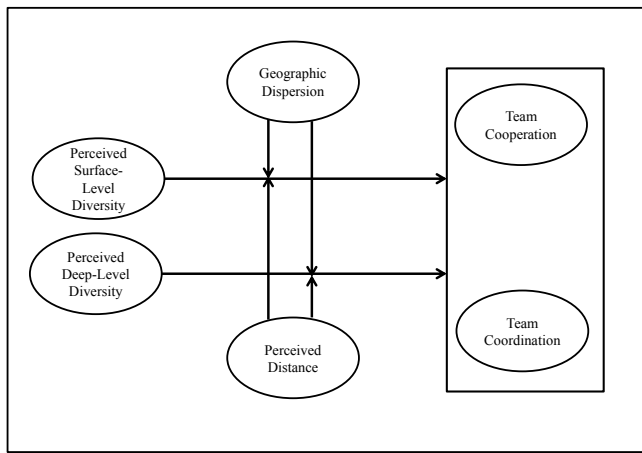 Geographic
Dispersion
Team
Cooperation
Perceived
Surface-
Level
Diversity
Perceived
Deep-Level
Diversity
Team
Coordination
Perceived
Distance